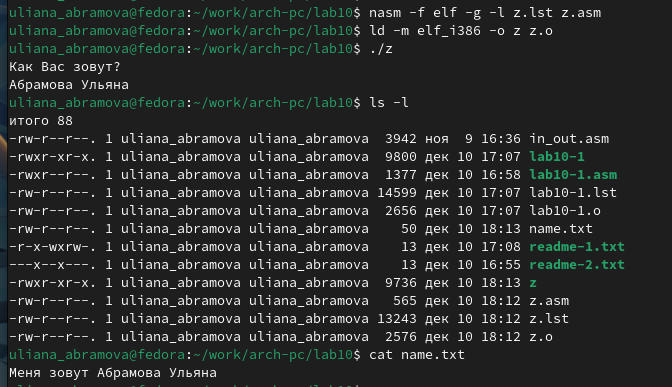 uliana_abramova@fedora:~/work/arch-pc/lab10$ nasm -f elf -g -l z.lst z.asm
uliana_abramova@fedora:~/work/arch-pc/lab10$ ld -m elf_i386 -o z z.o
uliana_abramova@fedora:~/work/arch-pc/lab10$ ./z
Как Вас зовут?
Абрамова Ульяна
uliana_abramova@fedora:~/work/arch-pc/lab10$ ls -l
итого 88
-rw-r--r--. 1 uliana_abramova uliana_abramova  3942 ноя  9 16:36 in_out.asm
-rwxr-xr-x. 1 uliana_abramova uliana_abramova  9800 дек 10 17:07 lab10-1
-rwxr--r--. 1 uliana_abramova uliana_abramova  1377 дек 10 16:58 lab10-1.asm
-rw-r--r--. 1 uliana_abramova uliana_abramova 14599 дек 10 17:07 lab10-1.lst
-rw-r--r--. 1 uliana_abramova uliana_abramova  2656 дек 10 17:07 lab10-1.o
-rw-r--r--. 1 uliana_abramova uliana_abramova    50 дек 10 18:13 name.txt
-r-x-wxrw-. 1 uliana_abramova uliana_abramova    13 дек 10 17:08 readme-1.txt
---x--x---. 1 uliana_abramova uliana_abramova    13 дек 10 16:55 readme-2.txt
-rwxr-xr-x. 1 uliana_abramova uliana_abramova  9736 дек 10 18:13 z
-rw-r--r--. 1 uliana_abramova uliana_abramova   565 дек 10 18:12 z.asm
-rw-r--r--. 1 uliana_abramova uliana_abramova 13243 дек 10 18:12 z.lst
-rw-r--r--. 1 uliana_abramova uliana_abramova  2576 дек 10 18:12 z.o
uliana_abramova@fedora:~/work/arch-pc/lab10$ cat name.txt
Меня зовут Абрамова Ульяна